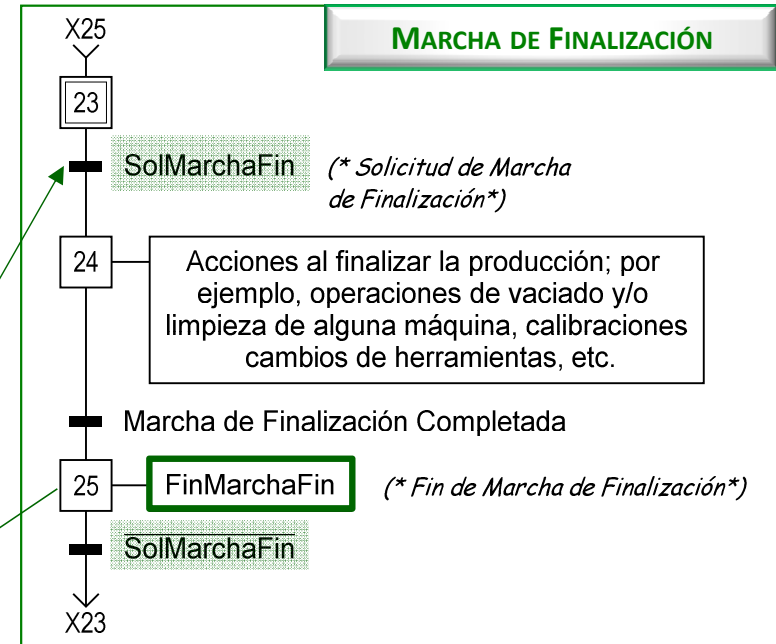 X25
MARCHA DE FINALIZACIÓN
23
SolMarchaFin
(* Solicitud de Marcha
de Finalización*)
24
Acciones al finalizar la producción; por
ejemplo, operaciones de vaciado y/o
limpieza de alguna máquina, calibraciones
cambios de herramientas, etc.
Marcha de Finalización Completada
25
FinMarchaFin
(* Fin de Marcha de Finalización*)
SolMarchaFin
X23